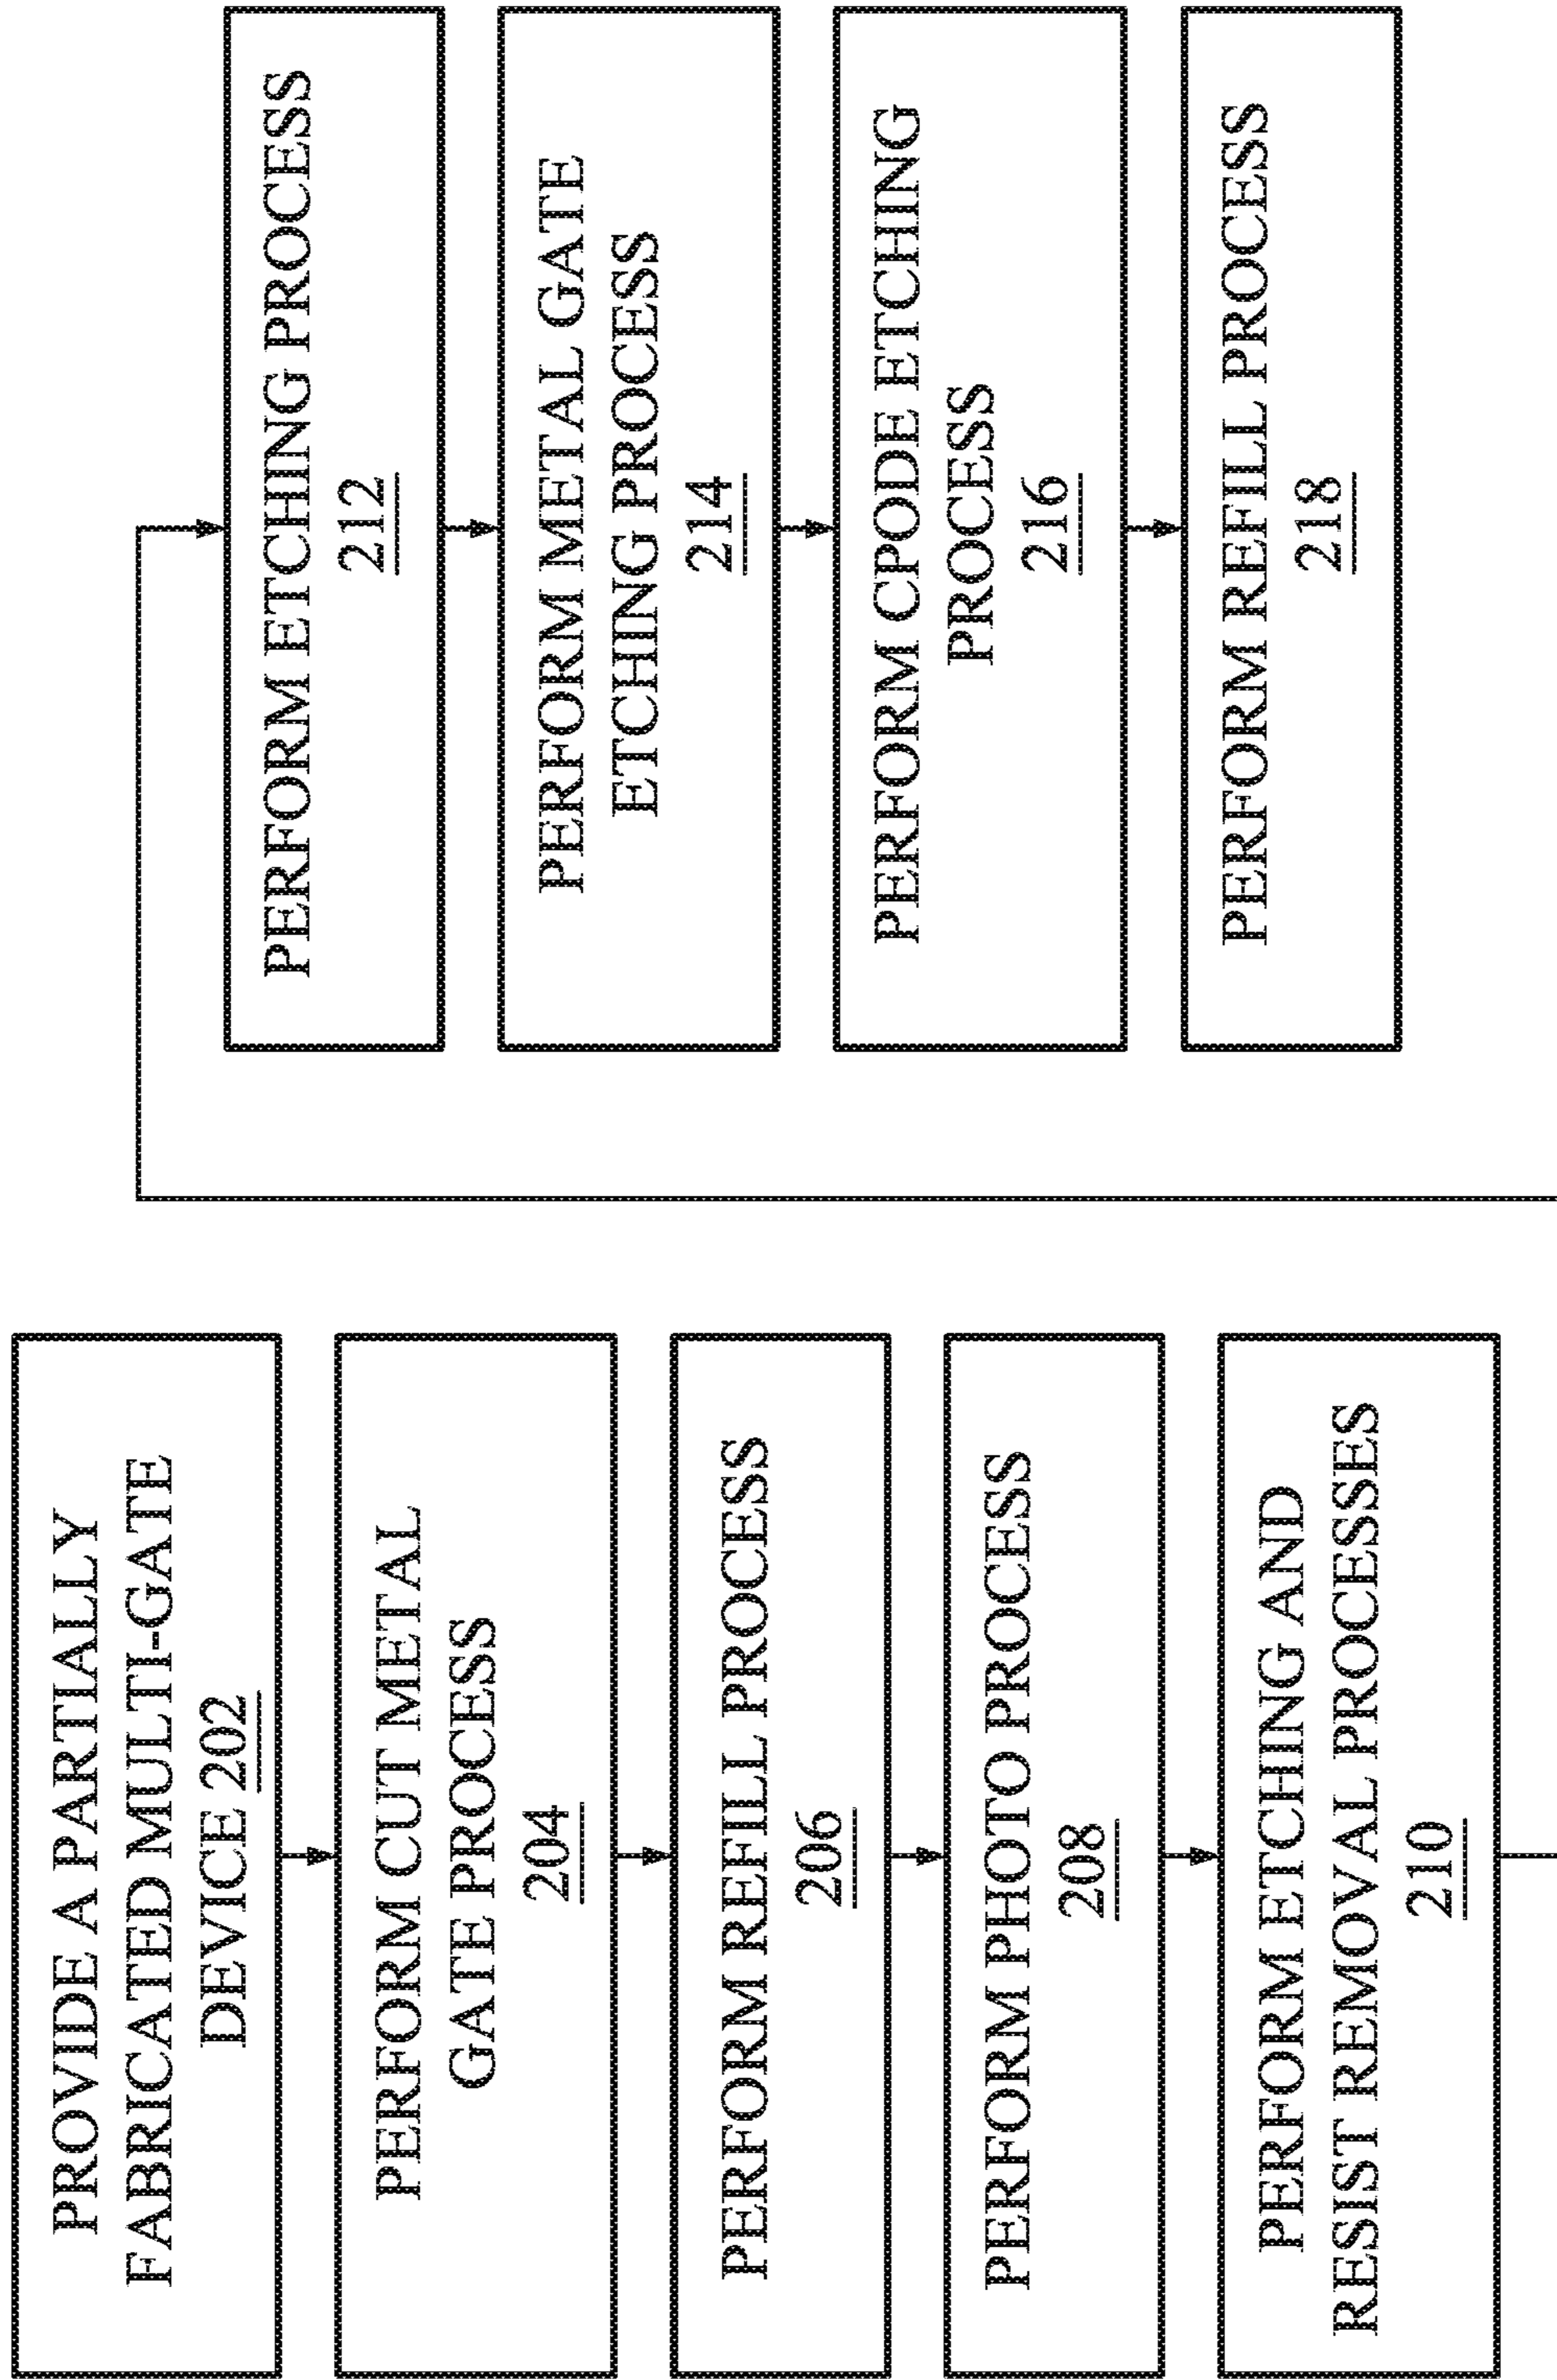 PROVIDE A PARTIALLY
FABRICATED MULTI-GATE
DEVICE 202
PERFORM CUT METAL
GATE PROCESS
204
PERFORM REFILL PROCESS
206
PERFORM PHOTO PROCESS
208
PERFORM ETCHING AND
RESIST REMOVAL PROCESSES
210
PERFORM ETCHING PROCESS
212
PERFORM METAL GATE
ETCHING PROCESS
214
PERFORM CPODE ETCHING
PROCESS
216
PERFORM REFILL PROCESS
218